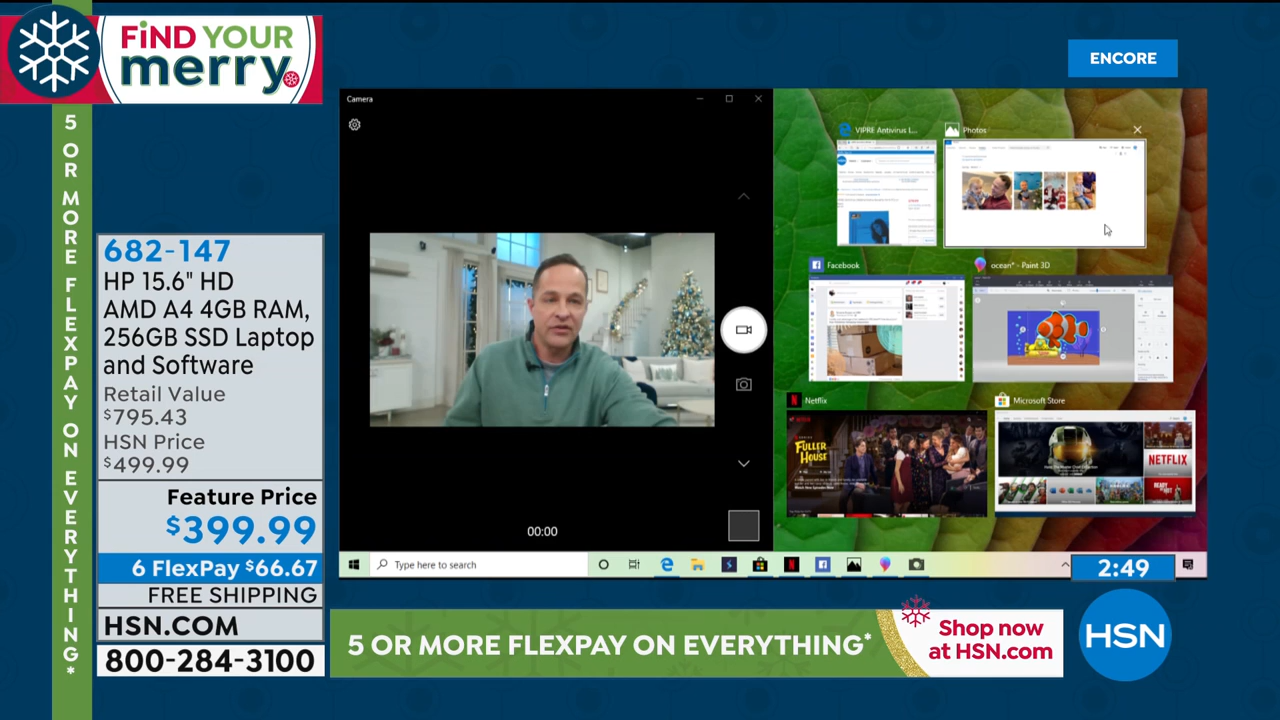 FiND YOUR
merry.
ENCORE
5 OR MORE FLEXPAY ON EVERYTHING*
682-147
HP 15.6" HD
AMD A4 4GB RAM,
256GB SSD Laptop
and Software
Retail Value
$795.43
HSN Price
$499.99
Feature Price
$399.99
6 FlexPay $66.67
FREE SHIPPING
HSN.COM
800-284-3100
Camera
00:00
VIPRE Antivirus L...
Photos
Facebook
ocean* - Paint 3D
Netflix
FULLER
HOUSE
Microsoft Store
NETFLIX
Type here to search
2:49
5 OR MORE FLEXPAY ON EVERYTHING*
Shop now
at HSN.com
HSN